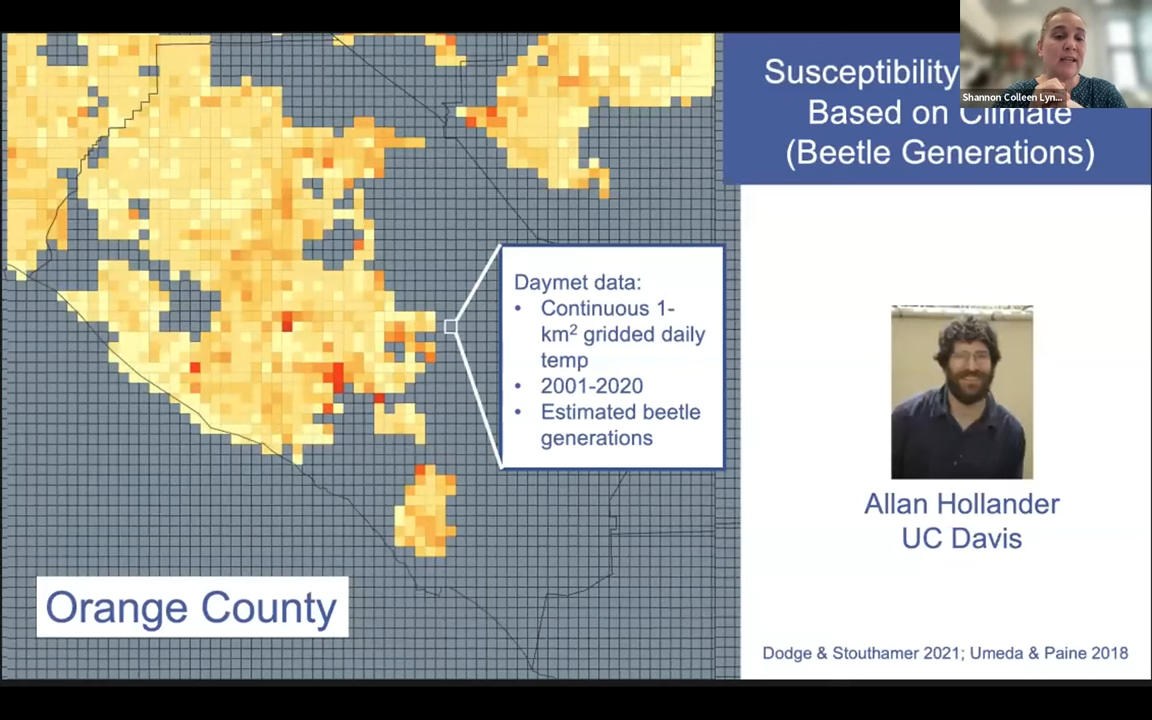 Susceptibility
Based on Climate
(Beetle Generations)
Shannon Colleen Lyn...
Daymet data:
• Continuous 1-
km² gridded daily
temp
• 2001-2020
• Estimated beetle
generations
Allan Hollander
UC Davis
Orange County
Dodge & Stouthamer 2021; Umeda & Paine 2018